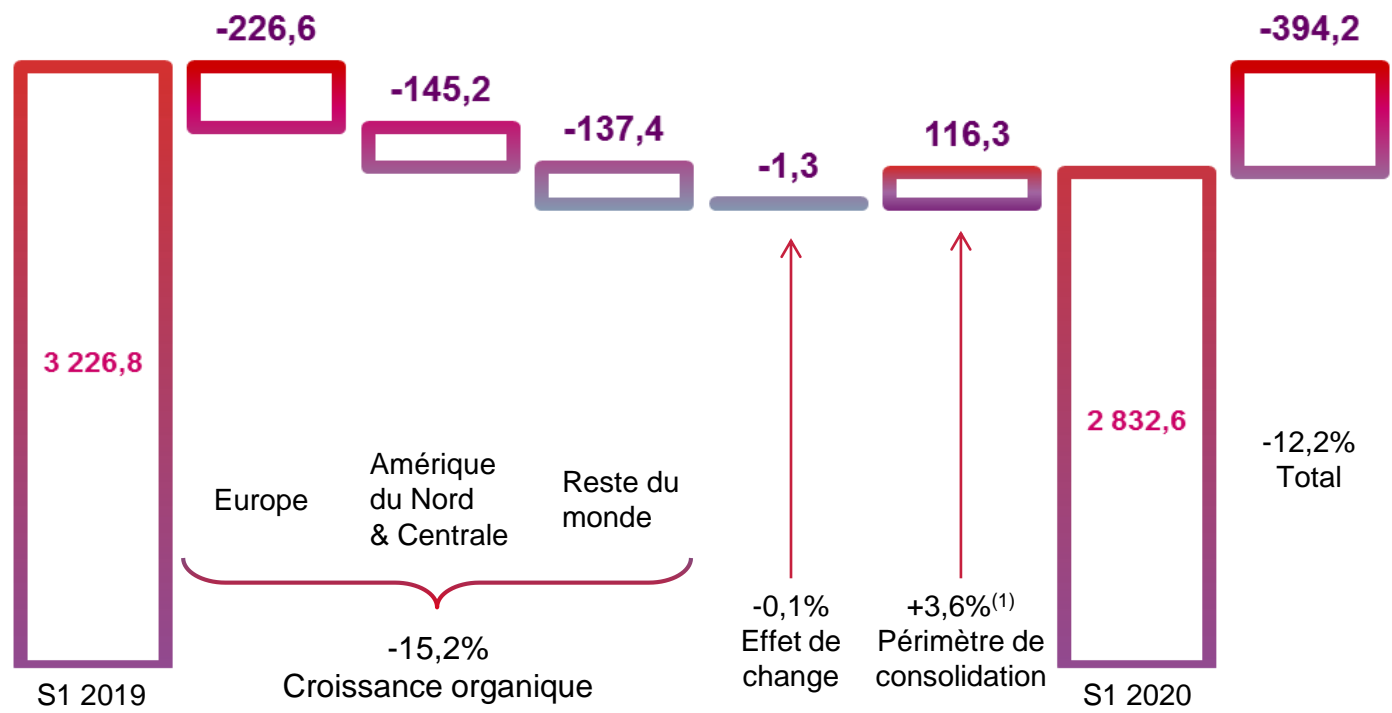 -226,6
-394,2
-145,2
-137,4
116,3
-1,3
3 226,8
2 832,6
-12,2%
Total
Europe
Amérique
du Nord
& Centrale
Reste du
monde
-15,2%
Croissance organique
-0,1%
Effet de
change
+3,6%(1)
Périmètre de
consolidation
S1 2019
S1 2020